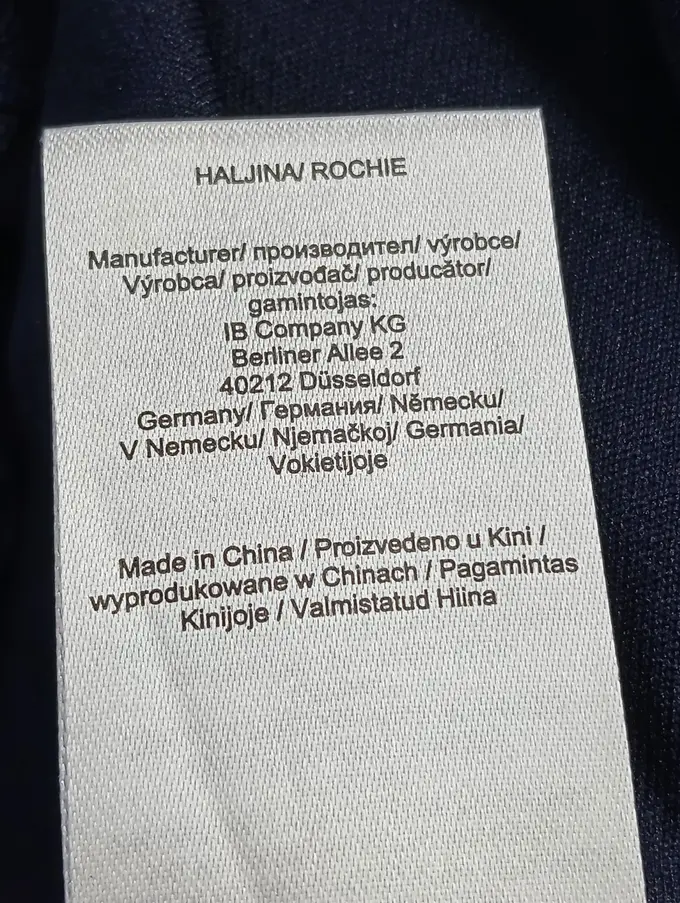 HALJINA/ ROCHIE
Manufacturer/ производител/ výrobce/
Výrobca/ proizvođač/ producător/
gamintojas:
IB Company KG
Berliner Allee 2
40212 Düsseldorf
Germany/ Германия/ Německu/
V Nemecku/ Njemačkoj/ Germania/
Vokietijoje
Made in China / Proizvedeno u Kini /
wyprodukowane w Chinach / Pagamintas
Kinijoje / Valmistatud Hiina